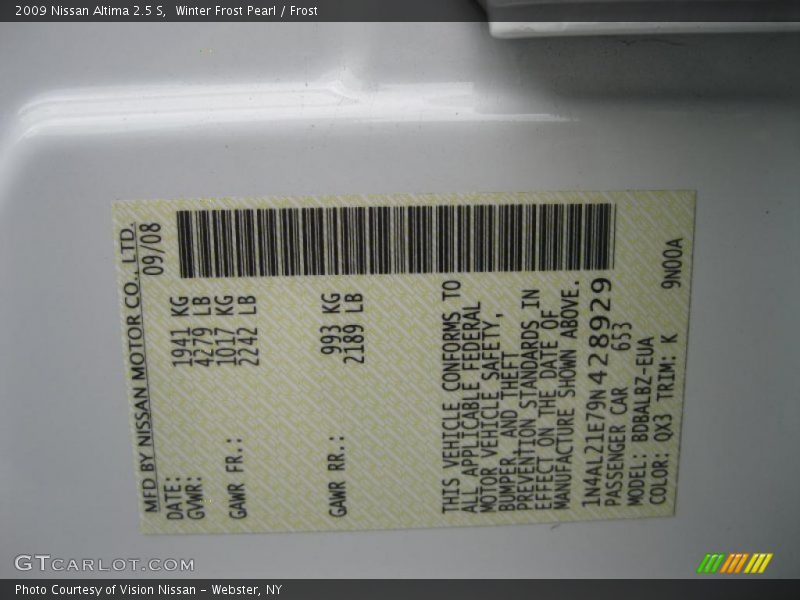 2009 Nissan Altima 2.5 S, Winter Frost Pearl / Frost
MFD BY NISSAN MOTOR CO., LTD.
DATE: 09/08
GVWR: 1941 KG
4279 LB
GAWR FR.: 1017 KG
2242 LB
GAWR RR.: 993 KG
2189 LB
THIS VEHICLE CONFORMS TO
ALL APPLICABLE FEDERAL
MOTOR VEHICLE SAFETY,
BUMPER, AND THEFT
PREVENTION STANDARDS IN
EFFECT ON THE DATE OF
MANUFACTURE SHOWN ABOVE.
1N4AL21E79N428929
PASSENGER CAR 653
MODEL: BDBALBZ-EUA
COLOR: QX3 TRIM: K 9N00A
GTCARLOT.COM
Photo Courtesy of Vision Nissan - Webster, NY